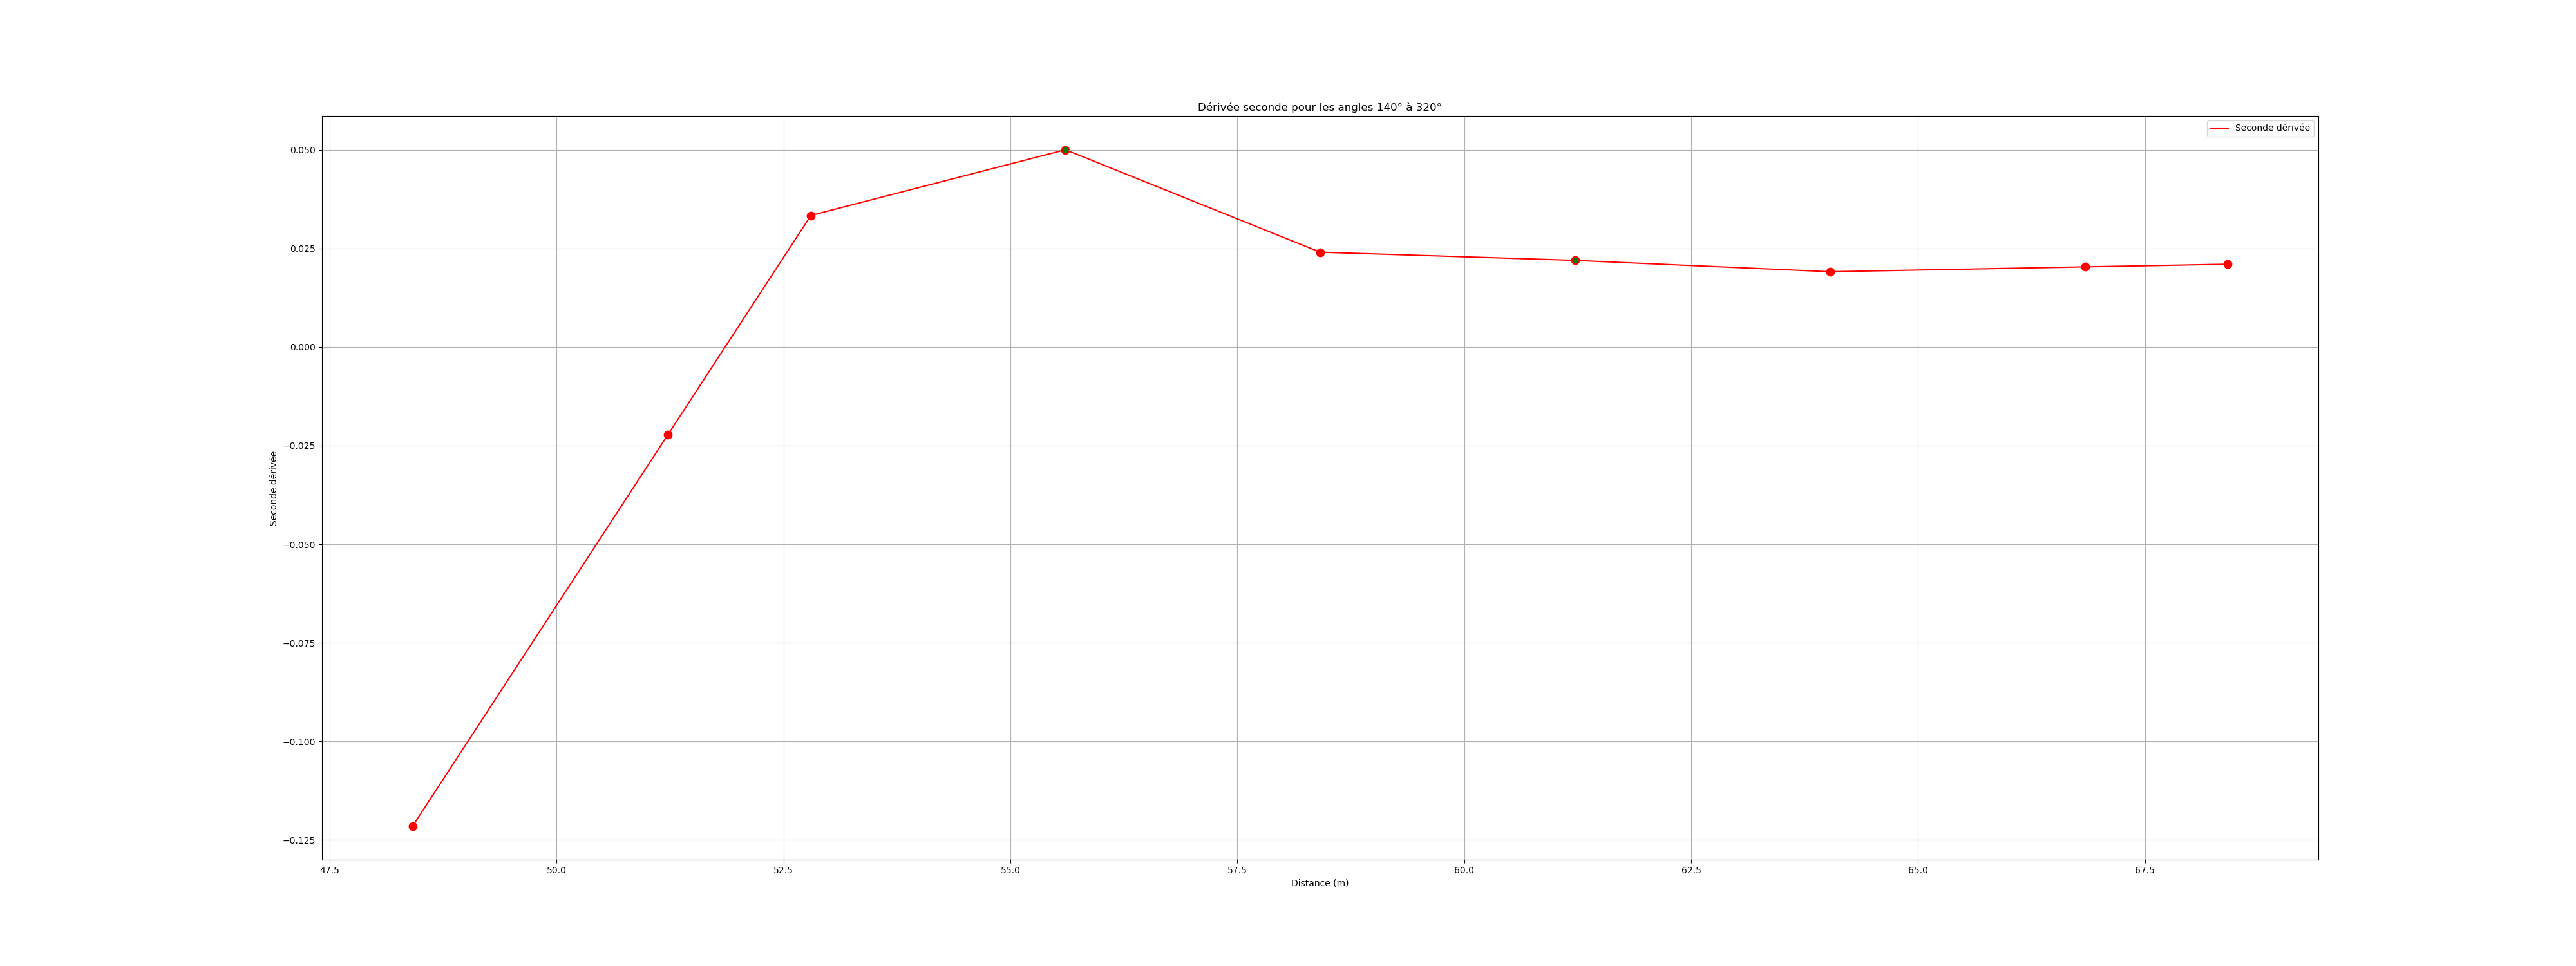 Dérivée seconde pour les angles 140° à 320°
Seconde dérivée
0.050
0.025
0.000
−0.025
−0.050
−0.075
−0.100
−0.125
Seconde dérivée
47.5 50.0 52.5 55.0 57.5 60.0 62.5 65.0 67.5
Distance (m)